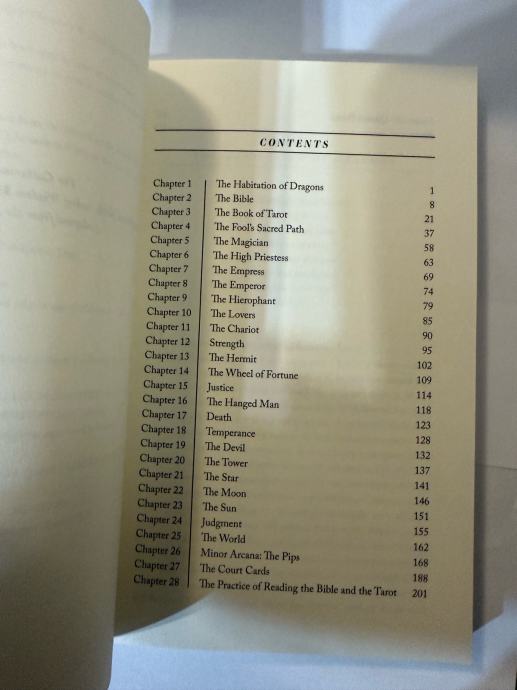 CONTENTS
Chapter 1 The Habitation of Dragons 1
Chapter 2 The Bible 8
Chapter 3 The Book of Tarot 21
Chapter 4 The Fool's Sacred Path 37
Chapter 5 The Magician 58
Chapter 6 The High Priestess 63
Chapter 7 The Empress 69
Chapter 8 The Emperor 74
Chapter 9 The Hierophant 79
Chapter 10 The Lovers 85
Chapter 11 The Chariot 90
Chapter 12 Strength 95
Chapter 13 The Hermit 102
Chapter 14 The Wheel of Fortune 109
Chapter 15 Justice 114
Chapter 16 The Hanged Man 118
Chapter 17 Death 123
Chapter 18 Temperance 128
Chapter 19 The Devil 132
Chapter 20 The Tower 137
Chapter 21 The Star 141
Chapter 22 The Moon 146
Chapter 23 The Sun 151
Chapter 24 Judgment 155
Chapter 25 The World 162
Chapter 26 Minor Arcana: The Pips 168
Chapter 27 The Court Cards 188
Chapter 28 The Practice of Reading the Bible and the Tarot 201